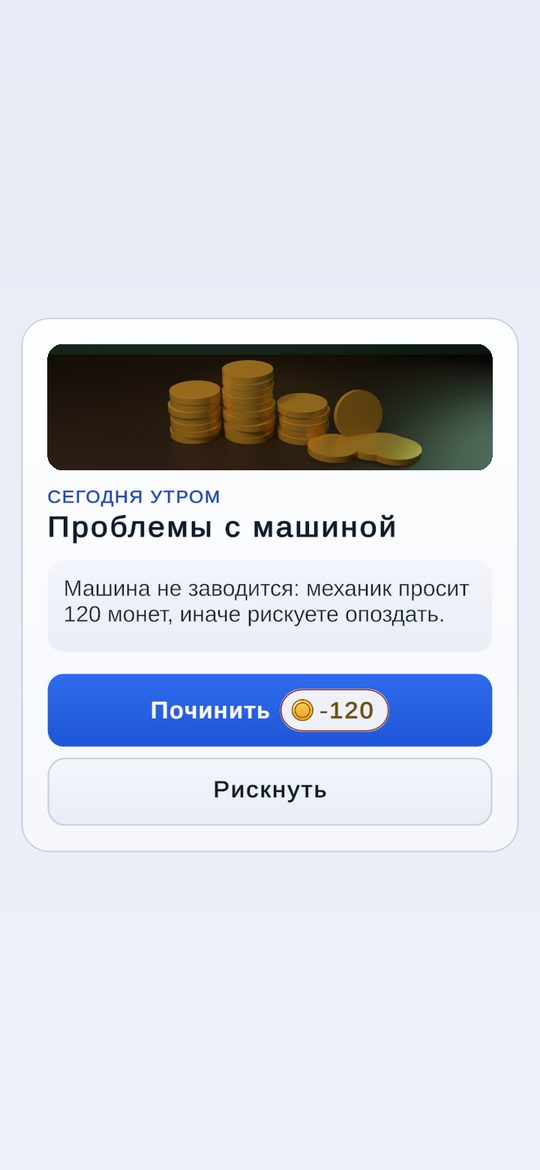 СЕГОДНЯ УТРОМ
Проблемы с машиной
Машина не заводится: механик просит
120 монет, иначе рискуете опоздать.
Починить -120
Рискнуть